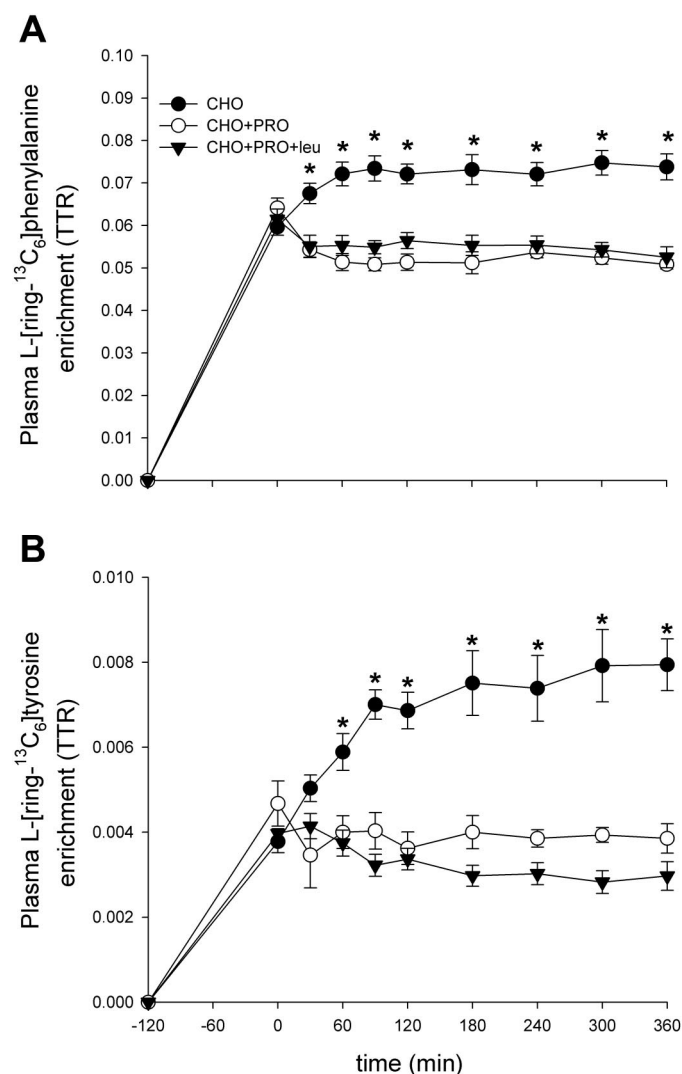 A
Plasma L-[ring-¹³C₆]phenylalanine
enrichment (TTR)
0.10
0.09
0.08
0.07
0.06
0.05
0.04
0.03
0.02
0.01
0.00
CHO
CHO+PRO
CHO+PRO+leu
* * * * * * * *
B
Plasma L-[ring-¹³C₆]tyrosine
enrichment (TTR)
0.010
0.008
0.006
0.004
0.002
0.000
* * * * * * *
-120 -60 0 60 120 180 240 300 360
time (min)